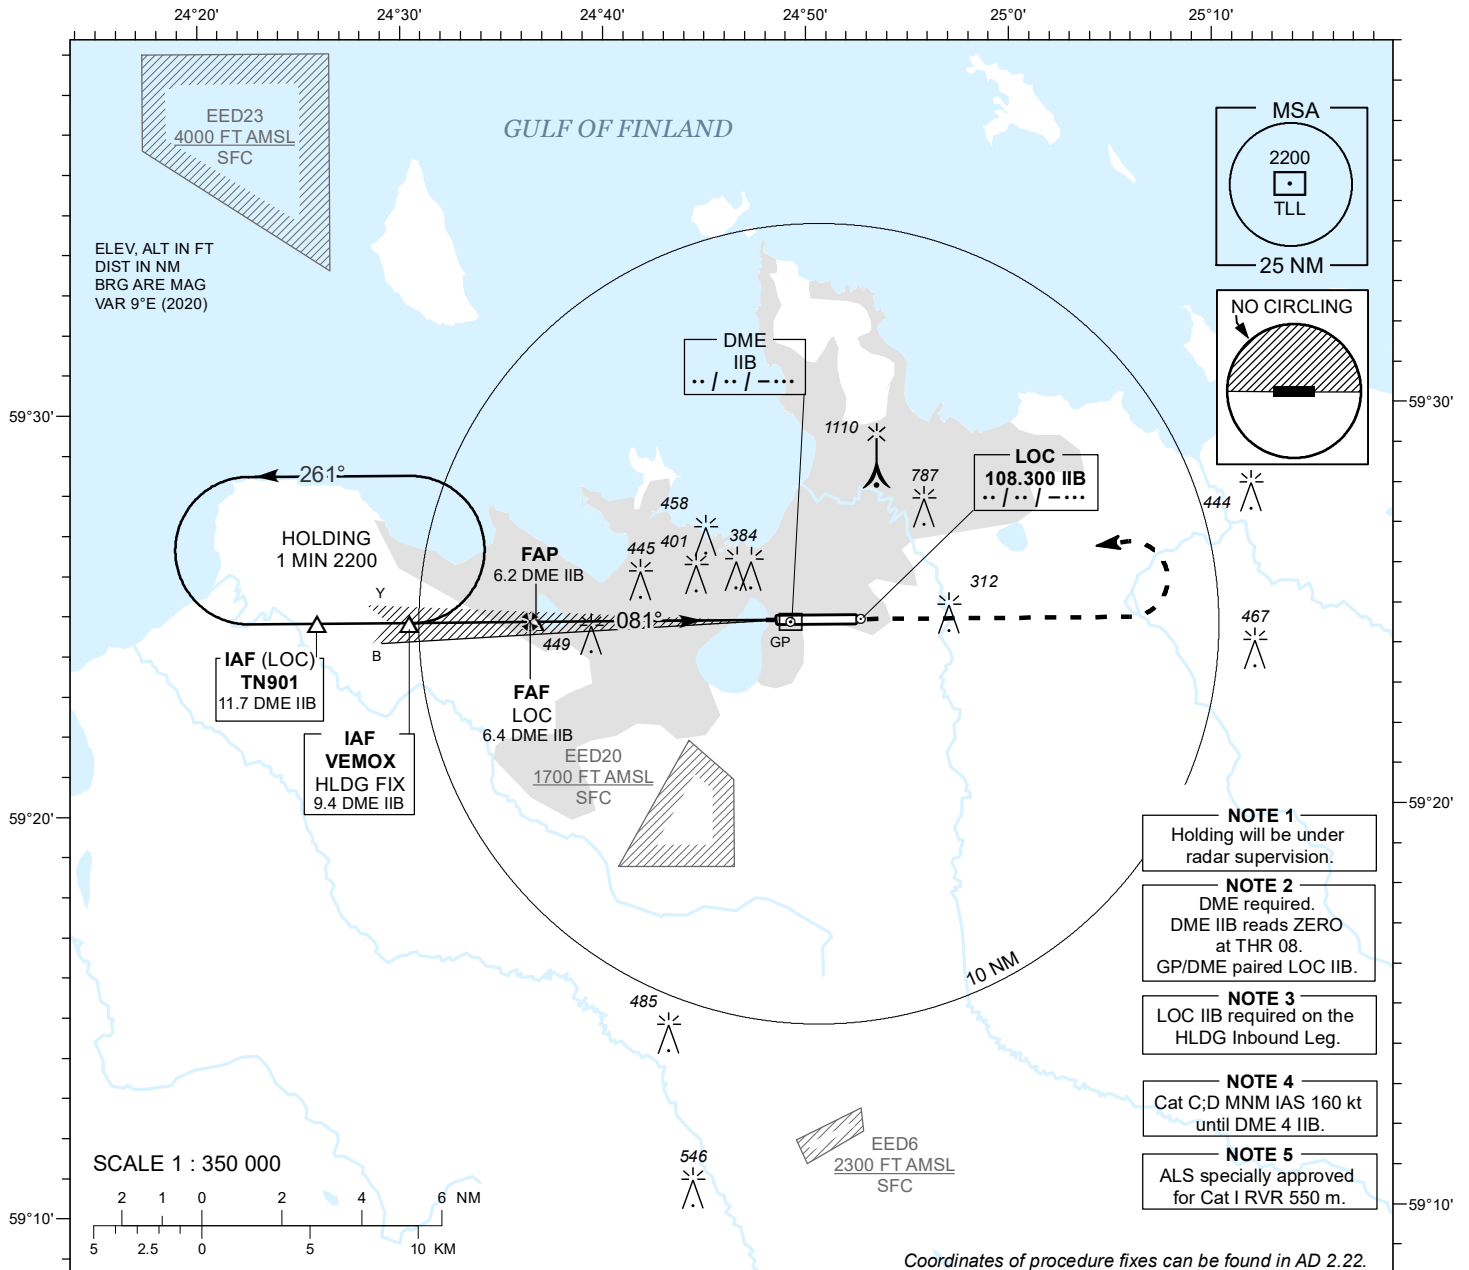 24°20'
24°30'
24°40'
24°50'
25°0'
25°10'
EED23
4000 FT AMSL
SFC
GULF OF FINLAND
MSA
2200
TLL
25 NM
ELEV, ALT IN FT
DIST IN NM
BRG ARE MAG
VAR 9°E (2020)
NO CIRCLING
DME
IIB
·· / ·· / –···
59°30'
59°30'
1110
LOC
108.300 IIB
·· / ·· / –···
787
444
261°
458
HOLDING
1 MIN 2200
401
384
445
FAP
6.2 DME IIB
312
Y
081°
467
449
GP
B
IAF (LOC)
TN901
11.7 DME IIB
FAF
LOC
6.4 DME IIB
IAF
VEMOX
HLDG FIX
9.4 DME IIB
EED20
1700 FT AMSL
SFC
59°20'
59°20'
NOTE 1
Holding will be under
radar supervision.
NOTE 2
DME required.
DME IIB reads ZERO
at THR 08.
GP/DME paired LOC IIB.
10 NM
485
NOTE 3
LOC IIB required on the
HLDG Inbound Leg.
NOTE 4
Cat C;D MNM IAS 160 kt
until DME 4 IIB.
EED6
2300 FT AMSL
SFC
546
NOTE 5
ALS specially approved
for Cat I RVR 550 m.
SCALE 1 : 350 000
2 1 0 2 4 6 NM
5 2.5 0 5 10 KM
59°10'
59°10'
Coordinates of procedure fixes can be found in AD 2.22.